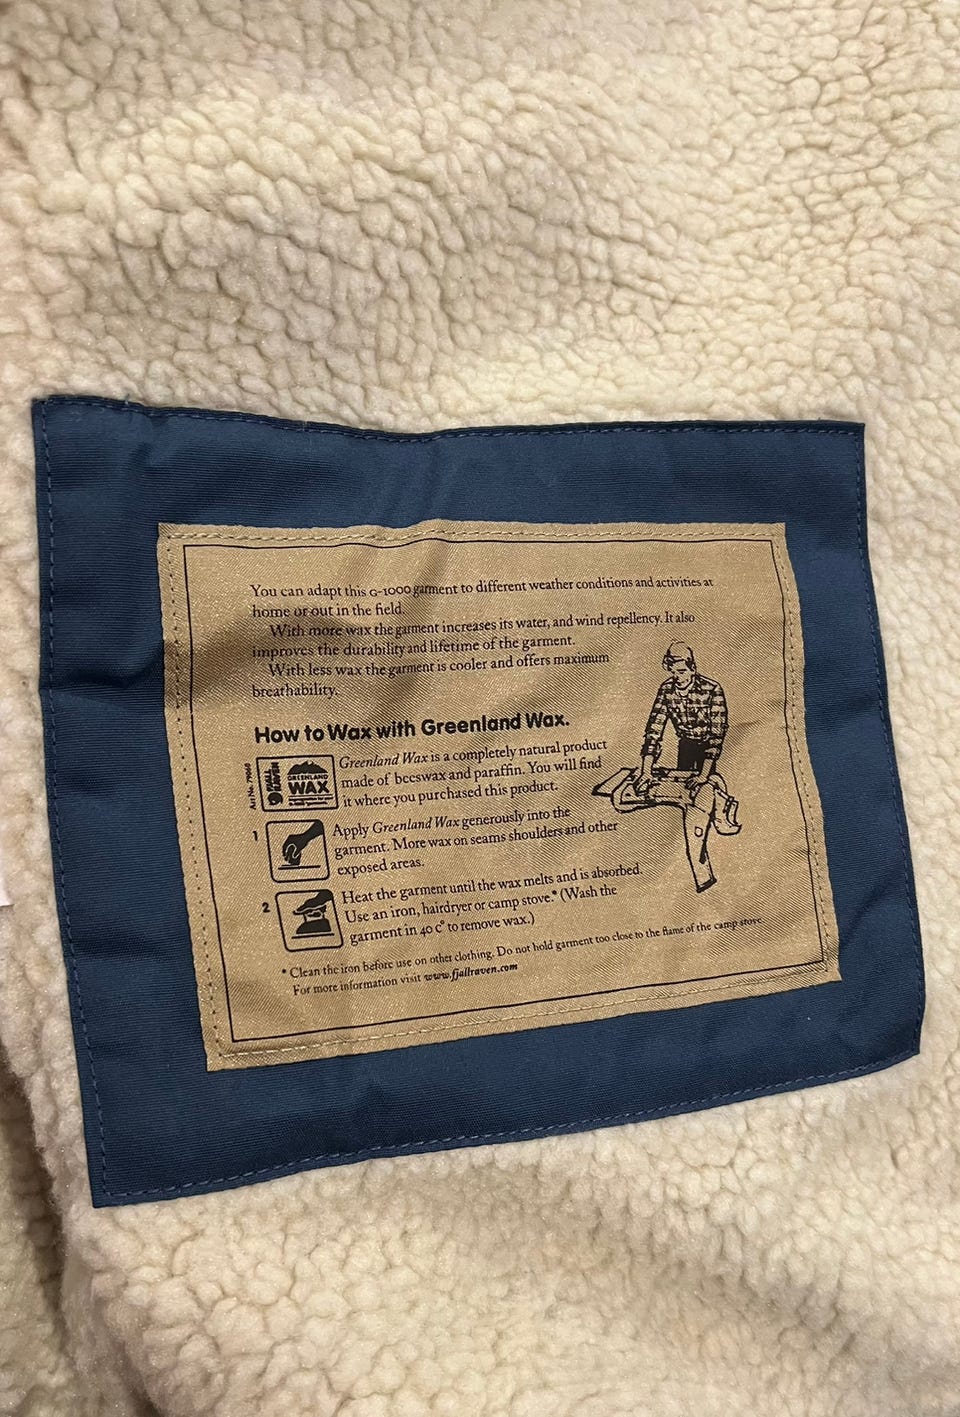 You can adapt this G-1000 garment to different weather conditions and activities at
home or out in the field.
With more wax the garment increases its water, and wind repellency. It also
improves the durability and lifetime of the garment.
With less wax the garment is cooler and offers maximum
breathability.
How to Wax with Greenland Wax.
Art No. 79060
FJÄLL
RÄVEN
GREENLAND
WAX
Greenland Wax is a completely natural product
made of beeswax and paraffin. You will find
it where you purchased this product.
1
Apply Greenland Wax generously into the
garment. More wax on seams shoulders and other
exposed areas.
2
Heat the garment until the wax melts and is absorbed.
Use an iron, hairdryer or camp stove.* (Wash the
garment in 40 c° to remove wax.)
* Clean the iron before use on other clothing. Do not hold garment too close to the flame of the camp stove.
For more information visit www.fjallraven.com